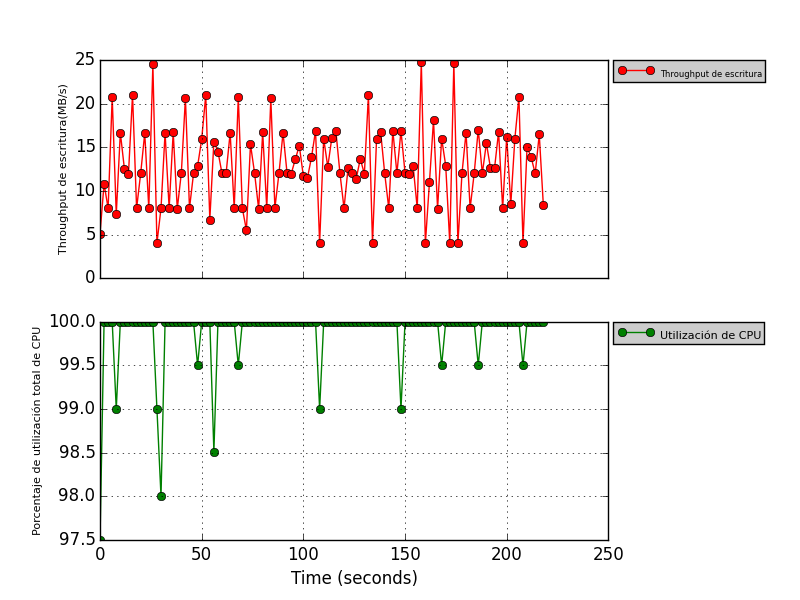 25
20
15
10
5
0
Throughput de escritura(MB/s)
Throughput de escritura
100.0
99.5
99.0
98.5
98.0
97.5
Porcentaje de utilización total de CPU
Utilización de CPU
0 50 100 150 200 250
Time (seconds)